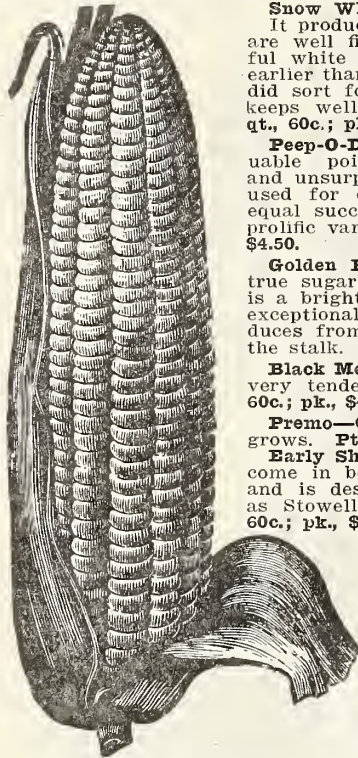 Snow
It produ
are well fi
ful white
earlier than
did sort fo
keeps well
qt., 60c.;
Peep-O-D
uable poi
and unsurp
used for
equal succ
prolific var
$4.50.
Golden
true sugar
is a bright
exceptional
duces from
the stalk.
Black Me
very tende
60c.; pk.,
Premo—
grows. Pt
Early Sh
come in b
and is des
as Stowell
60c.; pk., $